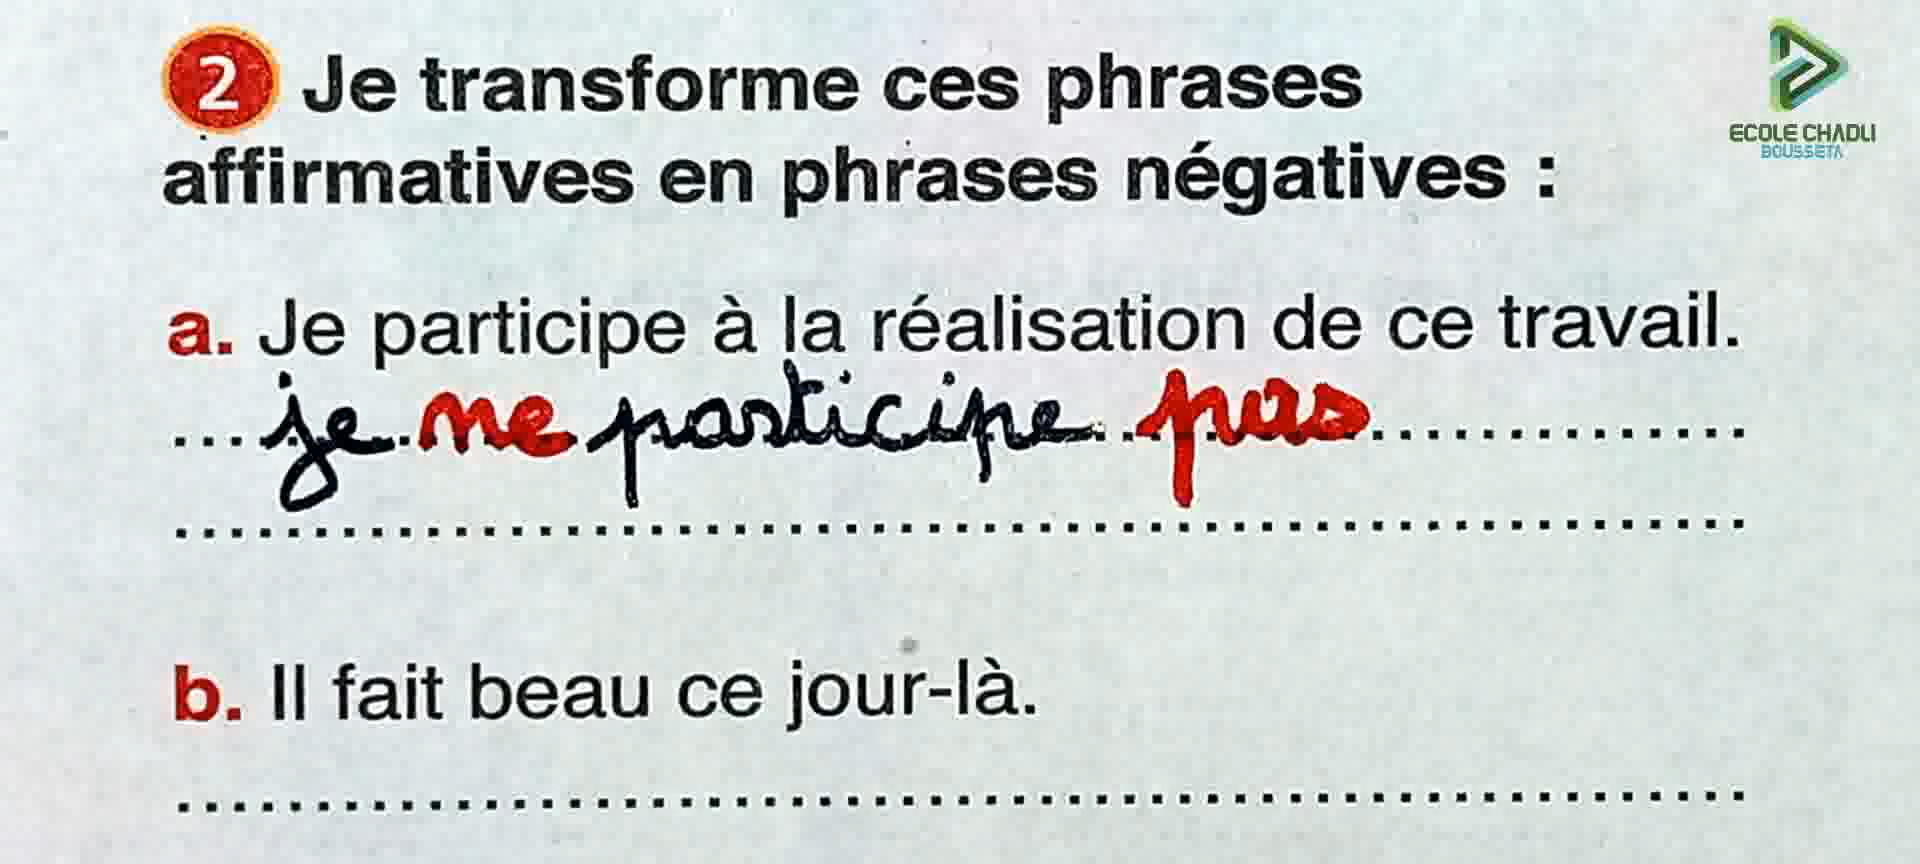 2 Je transforme ces phrases
affirmatives en phrases négatives :
ECOLE CHADLI
BOUSSETA
a. Je participe à la réalisation de ce travail.
je ne participe pas
b. Il fait beau ce jour-là.